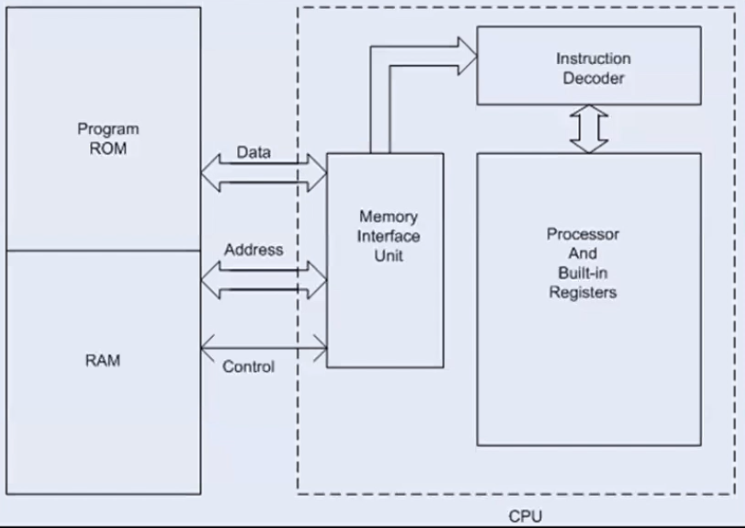 Program
ROM
RAM
Data
Address
Control
Memory
Interface
Unit
Instruction
Decoder
Processor
And
Built-in
Registers
CPU